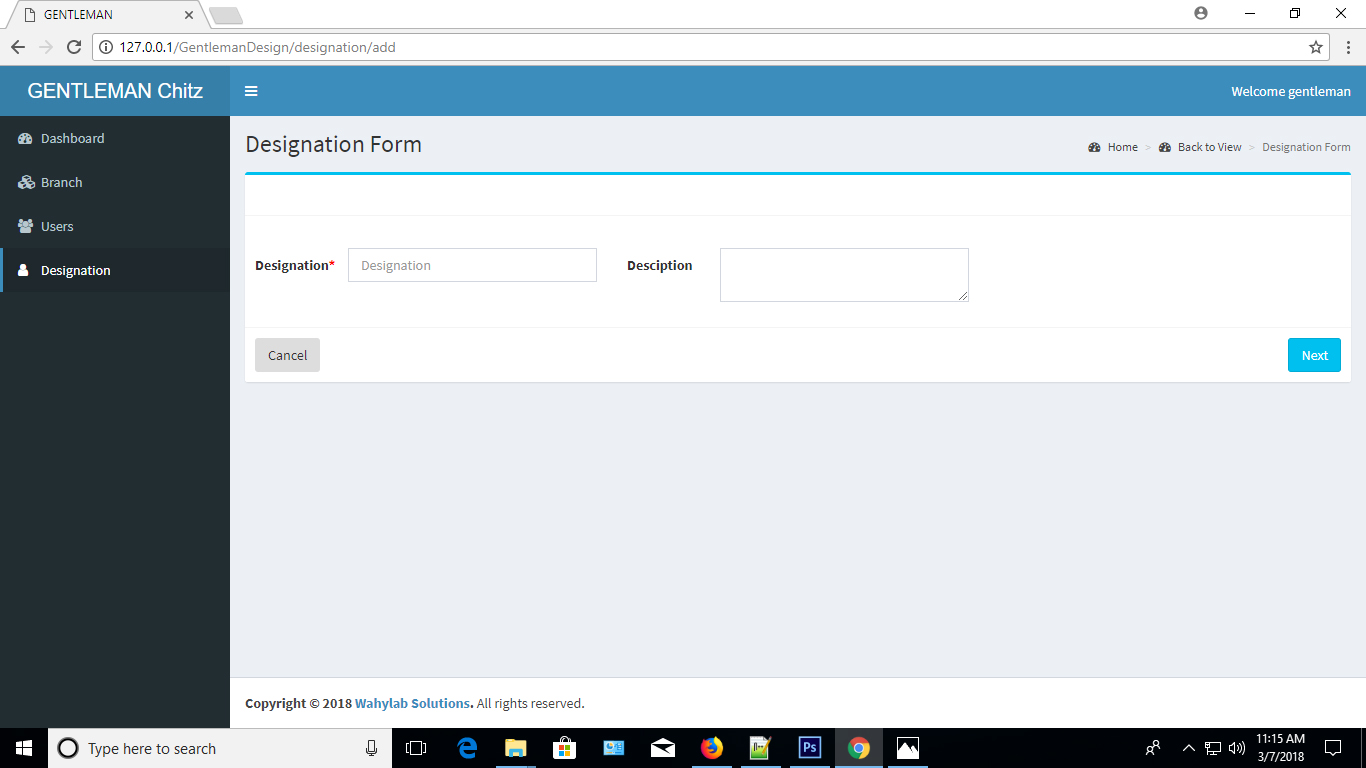 GENTLEMAN
127.0.0.1/GentlemanDesign/designation/add
GENTLEMAN Chitz
Welcome gentleman
Dashboard
Branch
Users
Designation
Designation Form
Home > Back to View > Designation Form
Designation* Designation Desciption
Cancel Next
Copyright © 2018 Wahylab Solutions. All rights reserved.
Type here to search
Ps
11:15 AM
3/7/2018